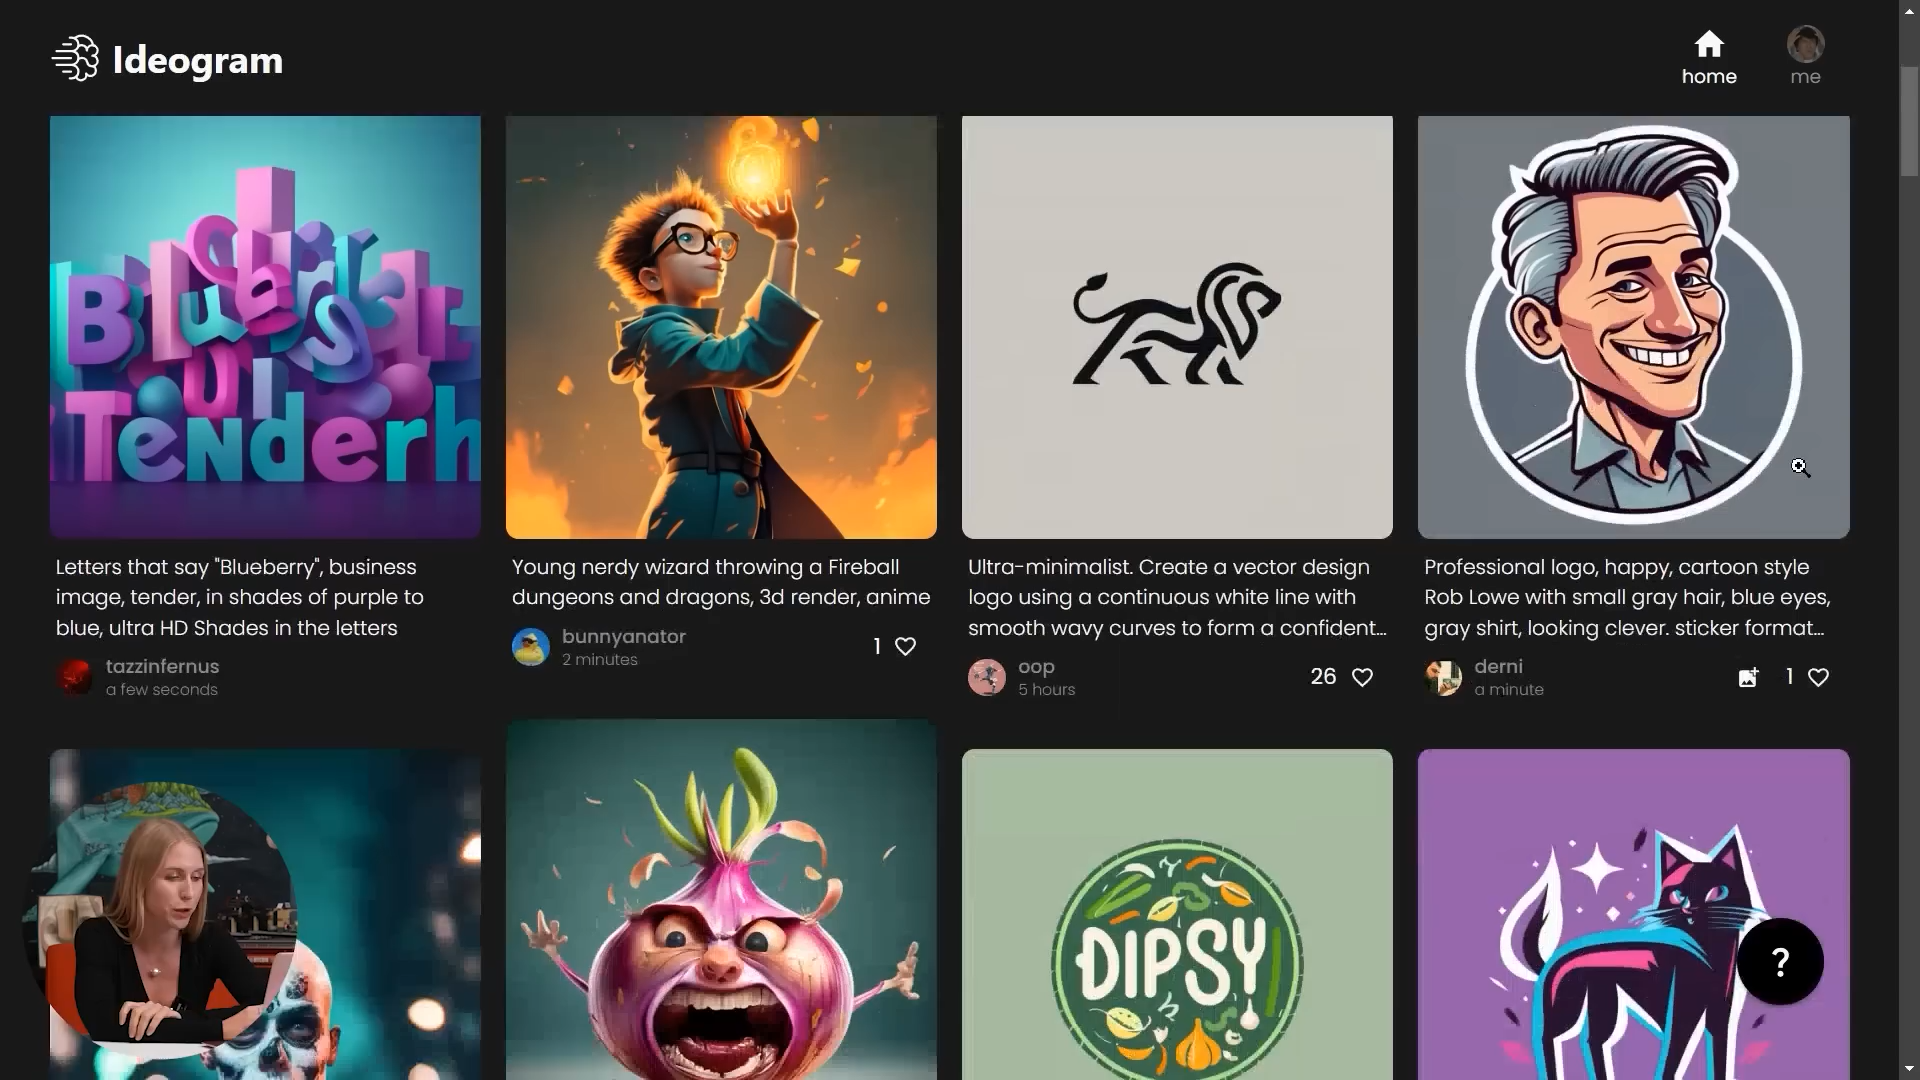 Ideogram
home
me
B
Tenderh
Letters that say "Blueberry", business
image, tender, in shades of purple to
blue, ultra HD Shades in the letters
tazzinfernus
a few seconds
Young nerdy wizard throwing a Fireball
dungeons and dragons, 3d render, anime
bunnyanator
2 minutes
1
Ultra-minimalist. Create a vector design
logo using a continuous white line with
smooth wavy curves to form a confident...
oop
5 hours
26
Professional logo, happy, cartoon style
Rob Lowe with small gray hair, blue eyes,
gray shirt, looking clever. sticker format...
derni
a minute
1
DIPSY
?